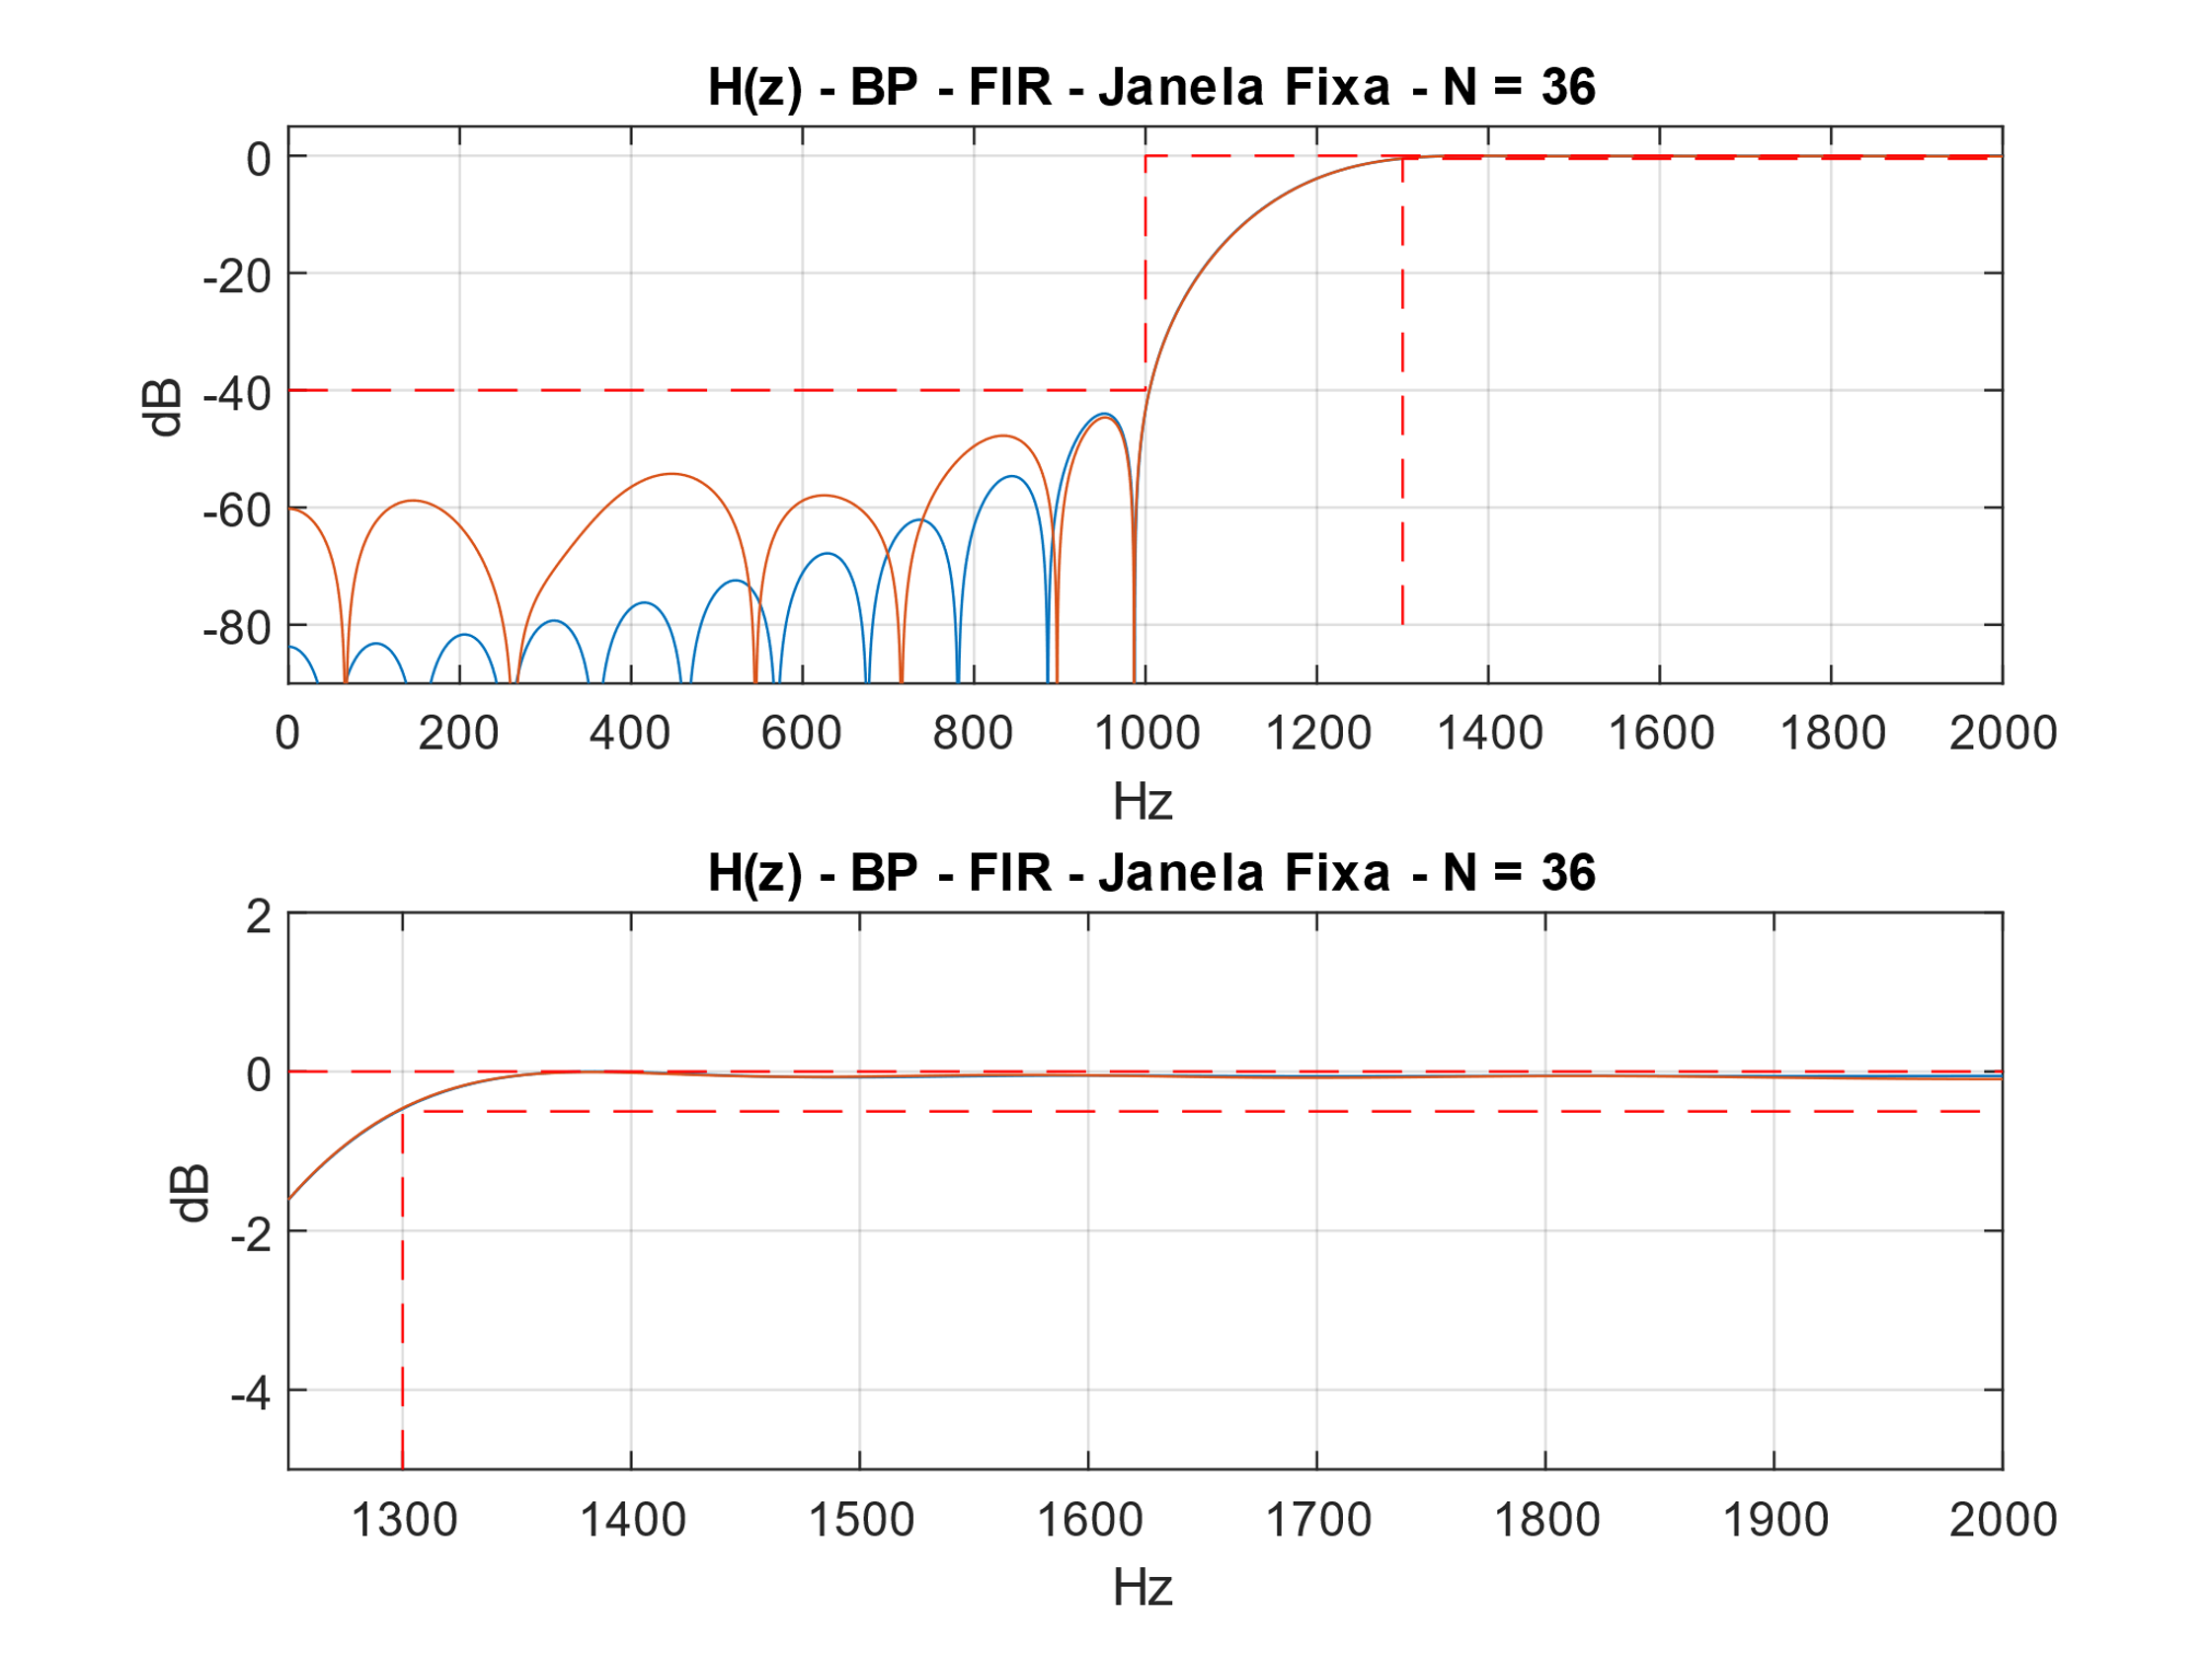 H(z) - BP - FIR - Janela Fixa - N = 36
0
-20
-40
-60
-80
dB
0 200 400 600 800 1000 1200 1400 1600 1800 2000
Hz
H(z) - BP - FIR - Janela Fixa - N = 36
2
0
-2
-4
dB
1300 1400 1500 1600 1700 1800 1900 2000
Hz